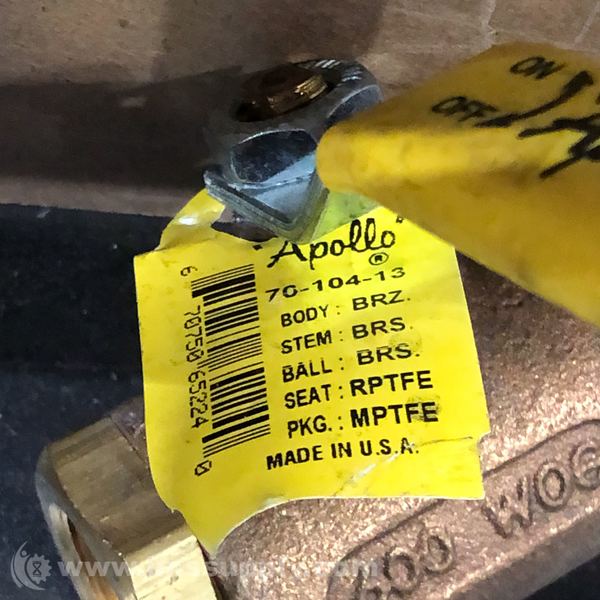 ON
OFF
"Apollo"®
70-104-13
BODY : BRZ.
STEM : BRS.
BALL : BRS.
SEAT : RPTFE
PKG. : MPTFE
MADE IN U.S.A.
6 70750 65224 0
WOG